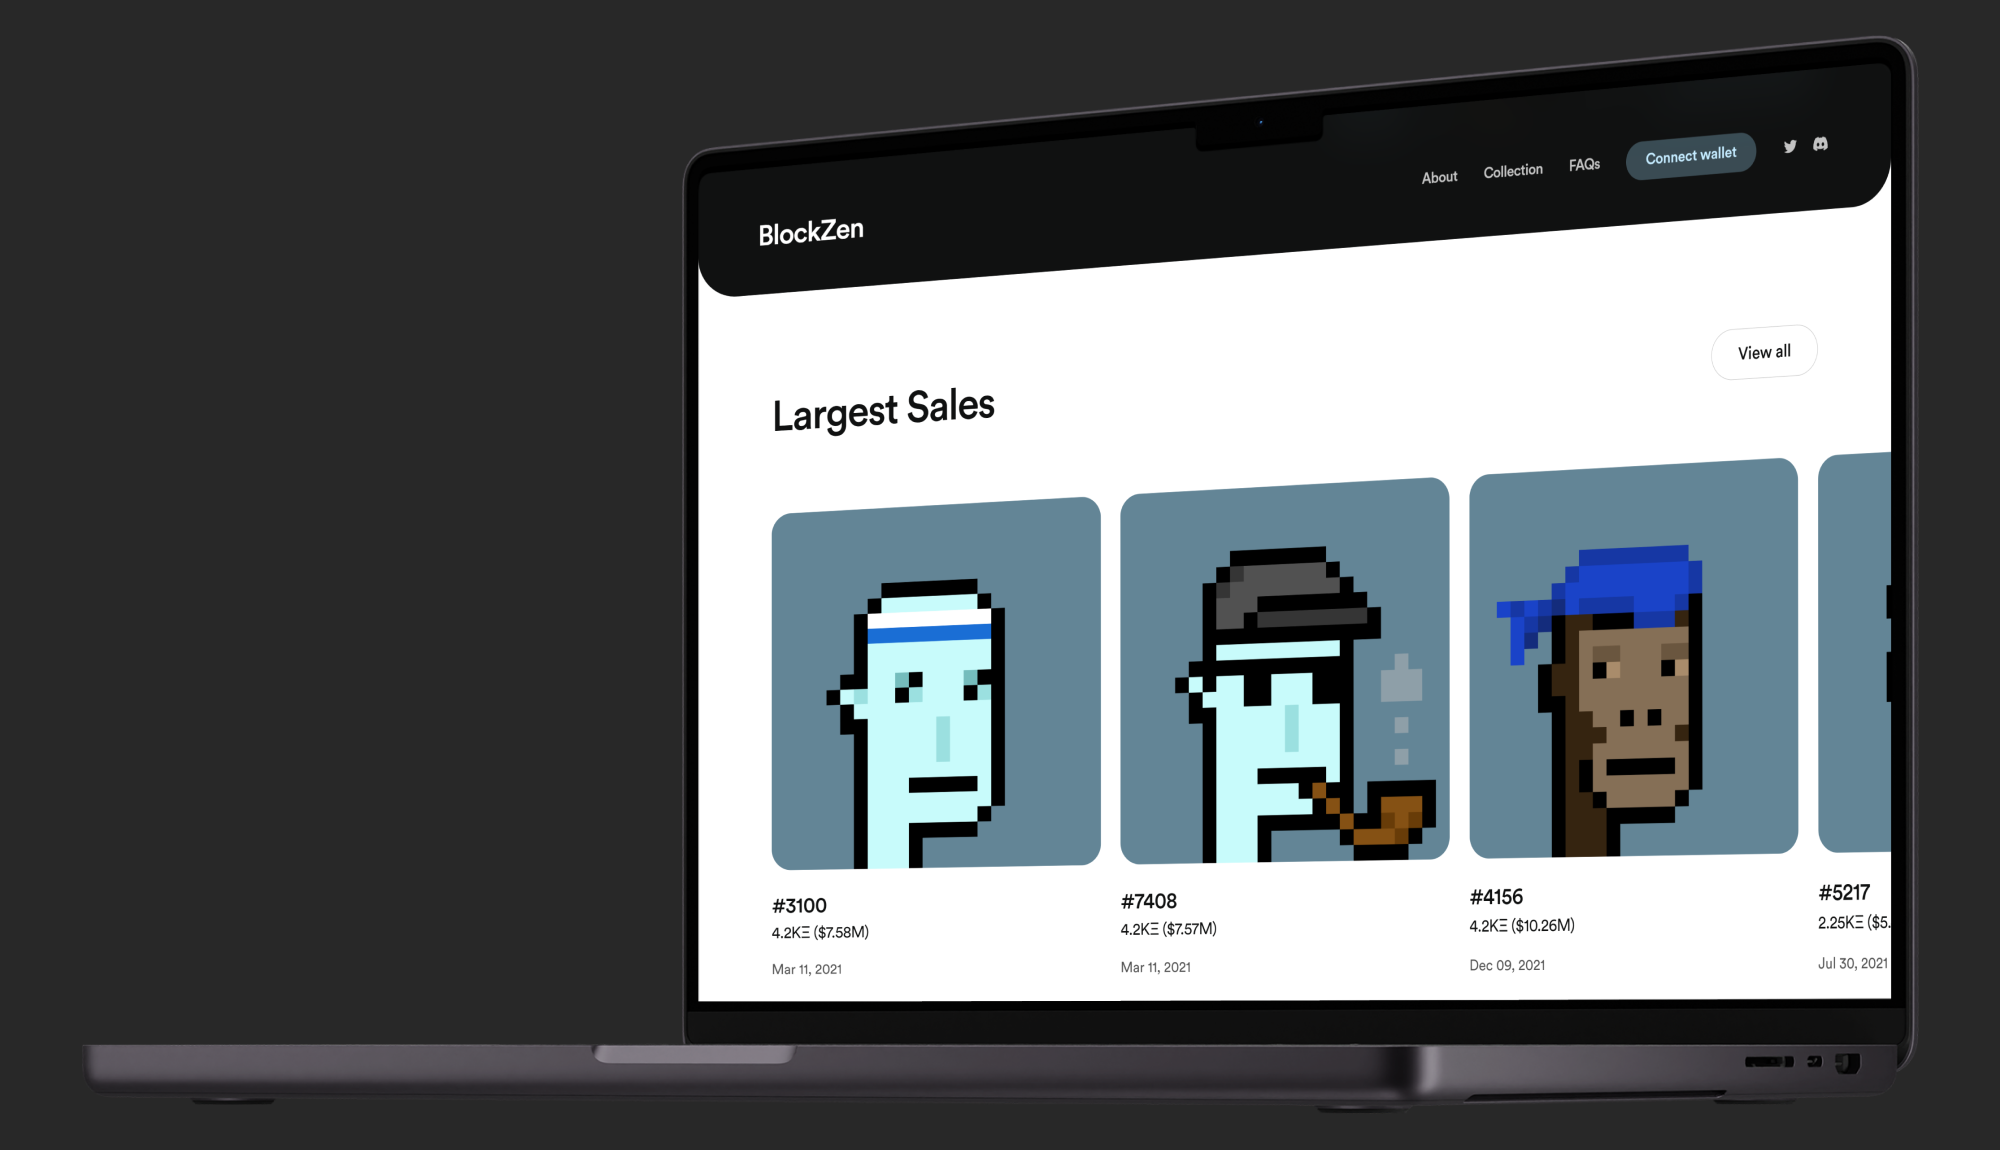 BlockZen
About
Collection
FAQs
Connect wallet
View all
Largest Sales
#3100
4.2KΞ ($7.58M)
Mar 11, 2021
#7408
4.2KΞ ($7.57M)
Mar 11, 2021
#4156
4.2KΞ ($10.26M)
Dec 09, 2021
#5217
2.25KΞ ($5.
Jul 30, 2021